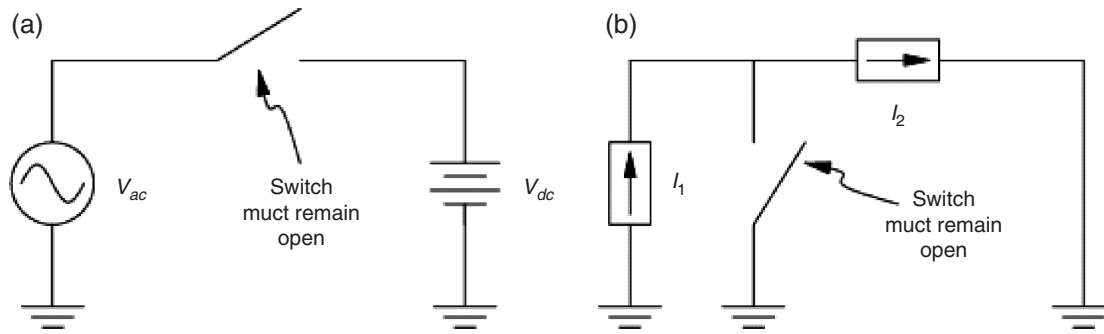 (a)
V_ac
Switch
muct remain
open
V_dc
(b)
I_1
I_2
Switch
muct remain
open